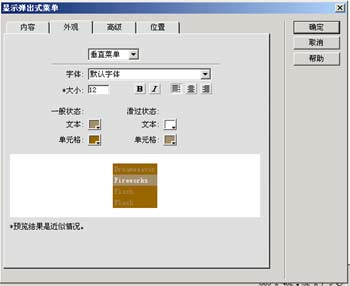 显示弹出式菜单
内容 外观 高级 位置
确定
取消
帮助
垂直菜单
字体: 默认字体
*大小: 12 B I
一般状态: 滑过状态:
文本: 文本:
单元格: 单元格:
Dreamweaver
Fireworks
Flash
Flash
*预览结果是近似情况。